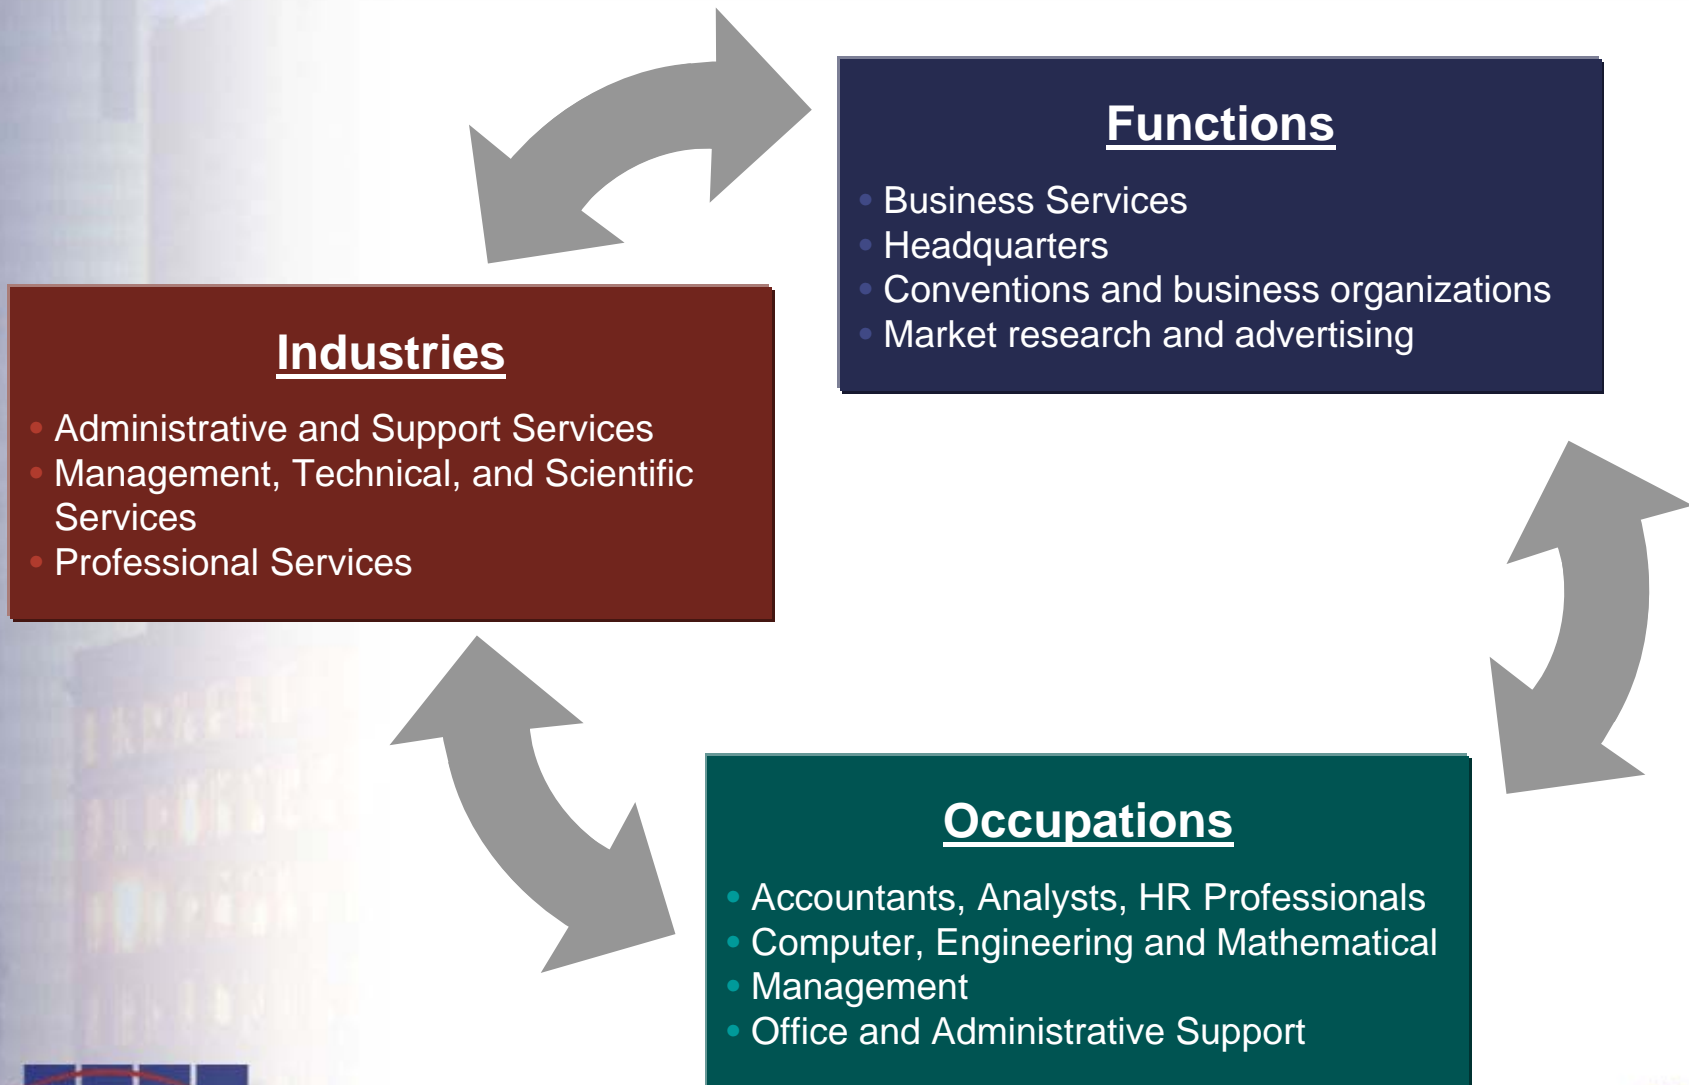 Functions
• Business Services
• Headquarters
• Conventions and business organizations
• Market research and advertising
Industries
• Administrative and Support Services
• Management, Technical, and Scientific
Services
• Professional Services
Occupations
• Accountants, Analysts, HR Professionals
• Computer, Engineering and Mathematical
• Management
• Office and Administrative Support